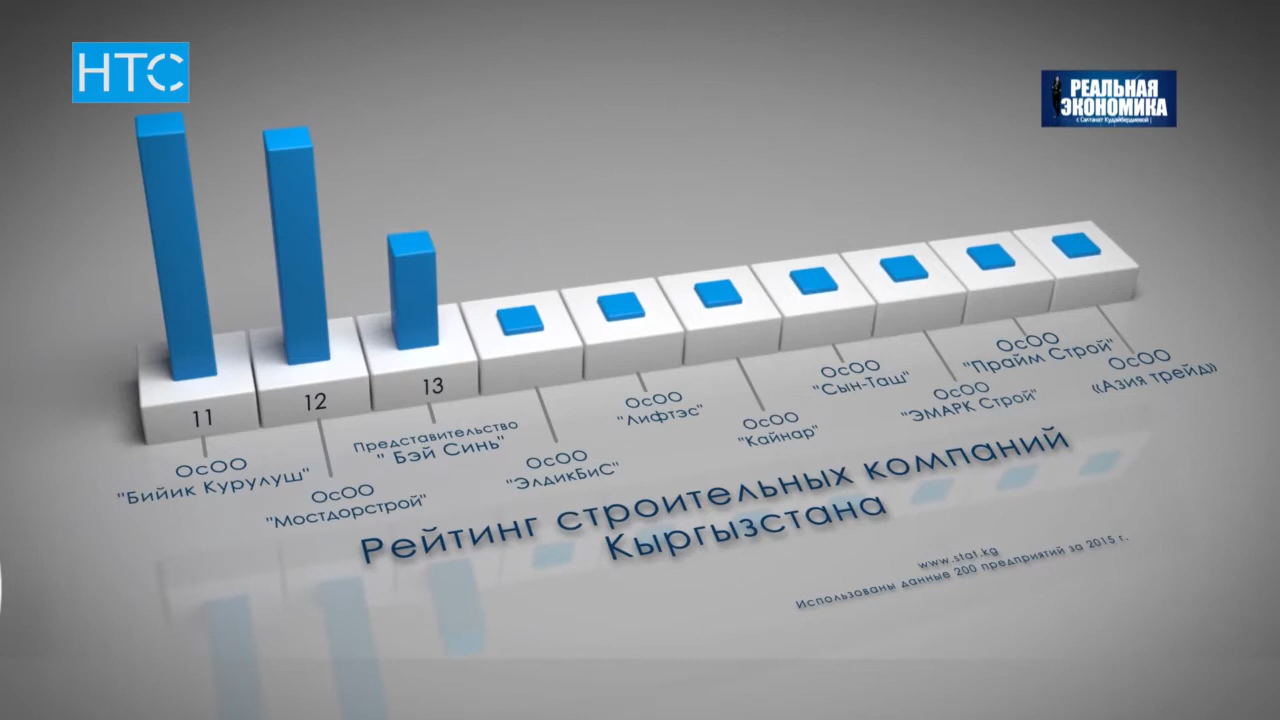 НТС
РЕАЛЬНАЯ
ЭКОНОМИКА
с Салтанат Кудайбердиевой
11
12
13
ОсОО
"Бийик Курулуш"
ОсОО
"Мостдорстрой"
Представительство
" Бэй Синь"
ОсОО
"ЭлдикБиС"
ОсОО
"Лифтэс"
ОсОО
"Кайнар"
ОсОО
"Сын-Таш"
ОсОО
"ЭМАРК Строй"
ОсОО
"Прайм Строй"
ОсОО
«Азия трейд»
Рейтинг строительных компаний
Кыргызстана
www.stat.kg
Использованы данные 200 предприятий за 2015 г.